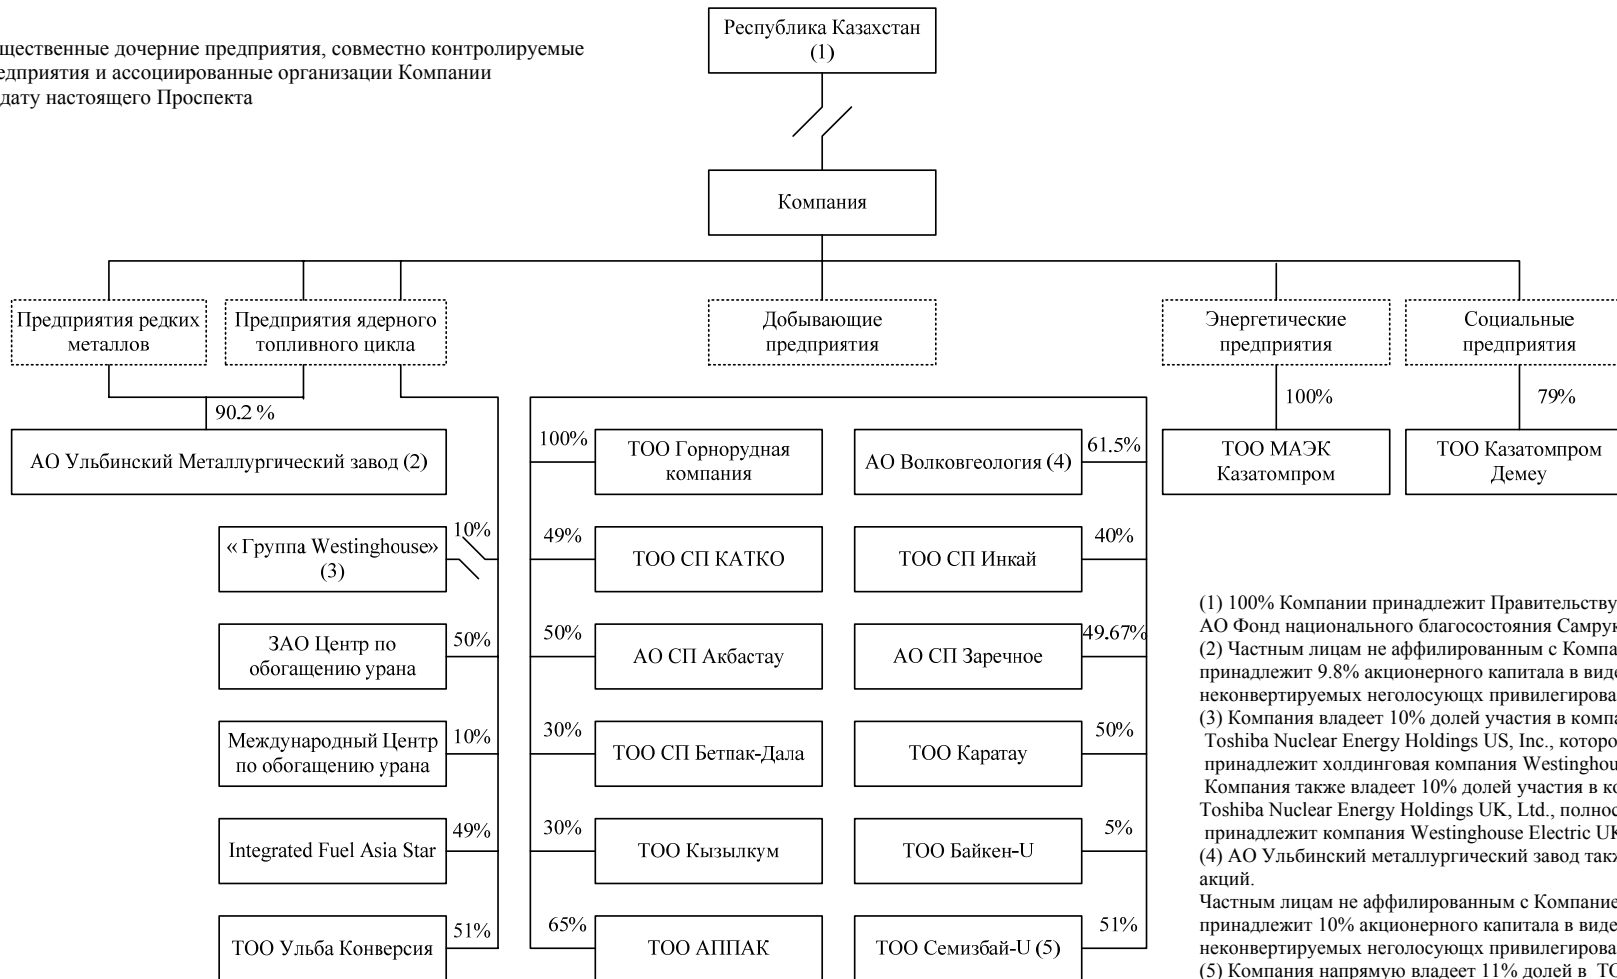 щественные дочерние предприятия, совместно контролируемые
едприятия и ассоциированные организации Компании
дату настоящего Проспекта
Республика Казахстан
(1)
Компания
Предприятия редких
металлов
Предприятия ядерного
топливного цикла
Добывающие
предприятия
Энергетические
предприятия
Социальные
предприятия
90.2 %
АО Ульбинский Металлургический завод (2)
100%
ТОО МАЭК
Казатомпром
79%
ТОО Казатомпром
Демеу
« Группа Westinghouse»
(3)
10%
ЗАО Центр по
обогащению урана
50%
Международный Центр
по обогащению урана
10%
Integrated Fuel Asia Star
49%
ТОО Ульба Конверсия
51%
100%
ТОО Горнорудная
компания
49%
ТОО СП КАТКО
50%
АО СП Акбастау
30%
ТОО СП Бетпак-Дала
30%
ТОО Кызылкум
65%
ТОО АППАК
АО Волковгеология (4)
61.5%
ТОО СП Инкай
40%
АО СП Заречное
49.67%
ТОО Каратау
50%
ТОО Байкен-U
5%
ТОО Семизбай-U (5)
51%
(1) 100% Компании принадлежит Правительству
АО Фонд национального благосостояния Самрук
(2) Частным лицам не аффилированным с Компа
принадлежит 9.8% акционерного капитала в виде
неконвертируемых неголосующх привилегирова
(3) Компания владеет 10% долей участия в компа
Toshiba Nuclear Energy Holdings US, Inc., которо
принадлежит холдинговая компания Westinghou
Компания также владеет 10% долей участия в ко
Toshiba Nuclear Energy Holdings UK, Ltd., полнос
принадлежит компания Westinghouse Electric UK
(4) АО Ульбинский металлургический завод такж
акций.
Частным лицам не аффилированным с Компание
принадлежит 10% акционерного капитала в виде
неконвертируемых неголосующх привилегирова
(5) Компания напрямую владеет 11% долей в ТО